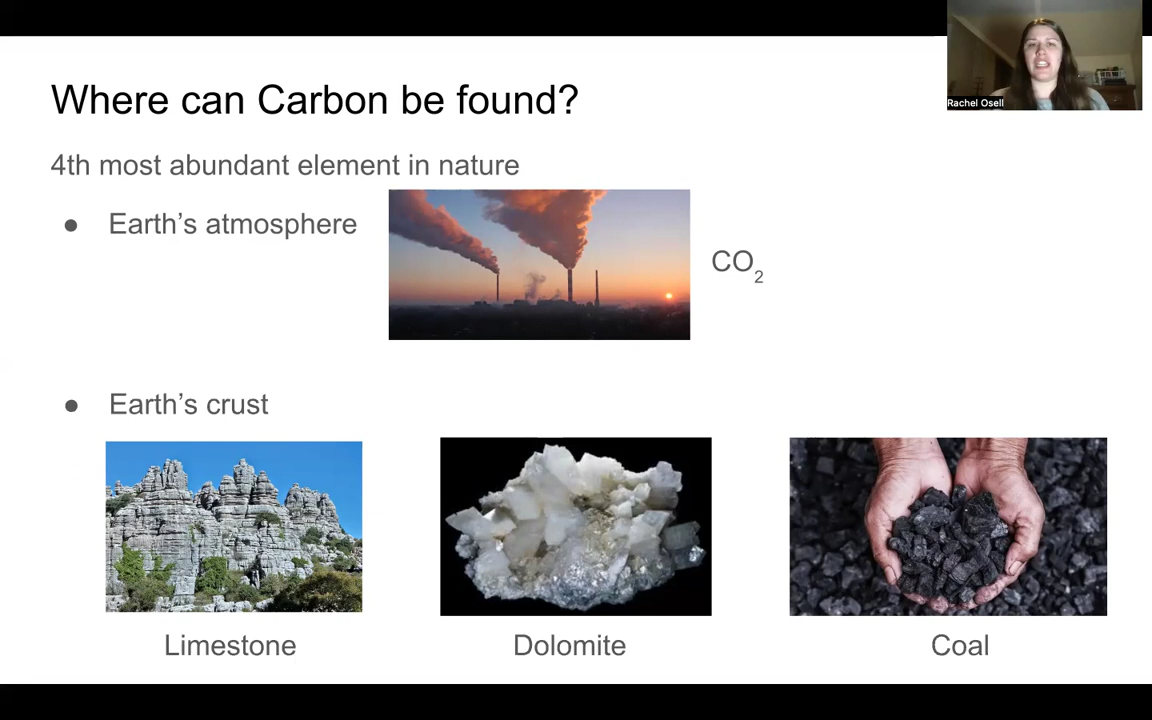 Where can Carbon be found?
Rachel Osell
4th most abundant element in nature
● Earth’s atmosphere
CO₂
● Earth’s crust
Limestone
Dolomite
Coal